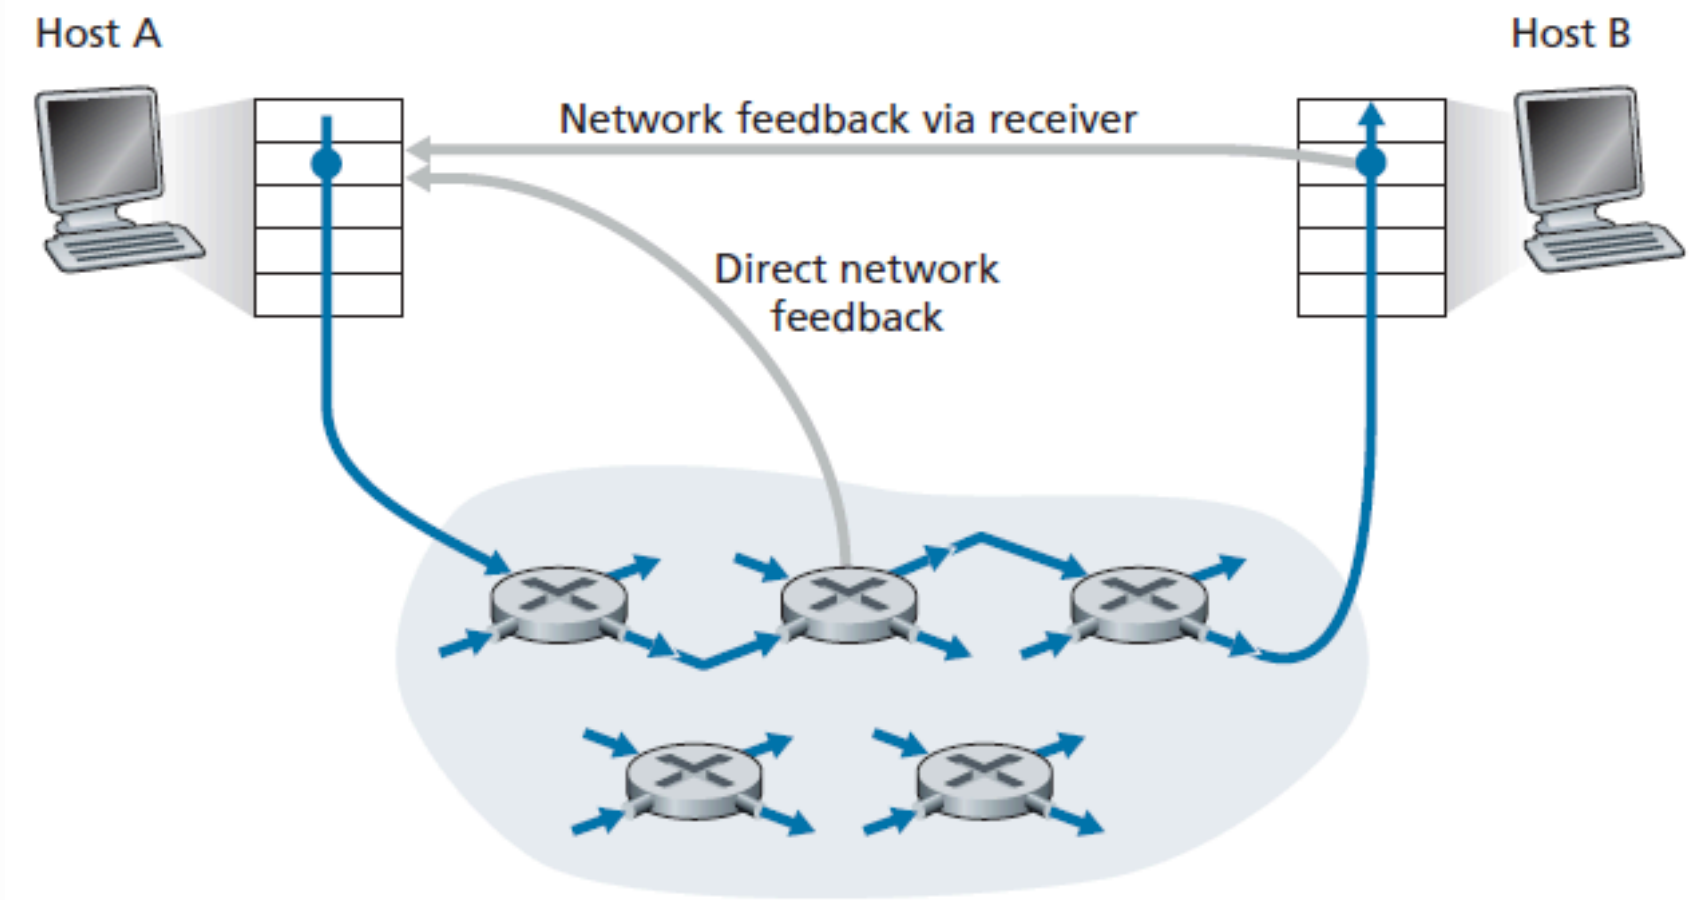 Host A
Host B
Network feedback via receiver
Direct network
feedback